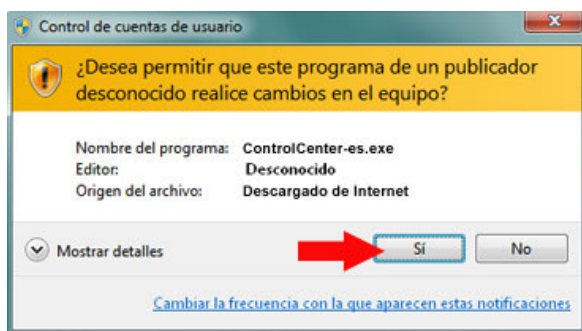 Control de cuentas de usuario
¿Desea permitir que este programa de un publicador
desconocido realice cambios en el equipo?
Nombre del programa: ControlCenter-es.exe
Editor: Desconocido
Origen del archivo: Descargado de Internet
Mostrar detalles Sí No
Cambiar la frecuencia con la que aparecen estas notificaciones